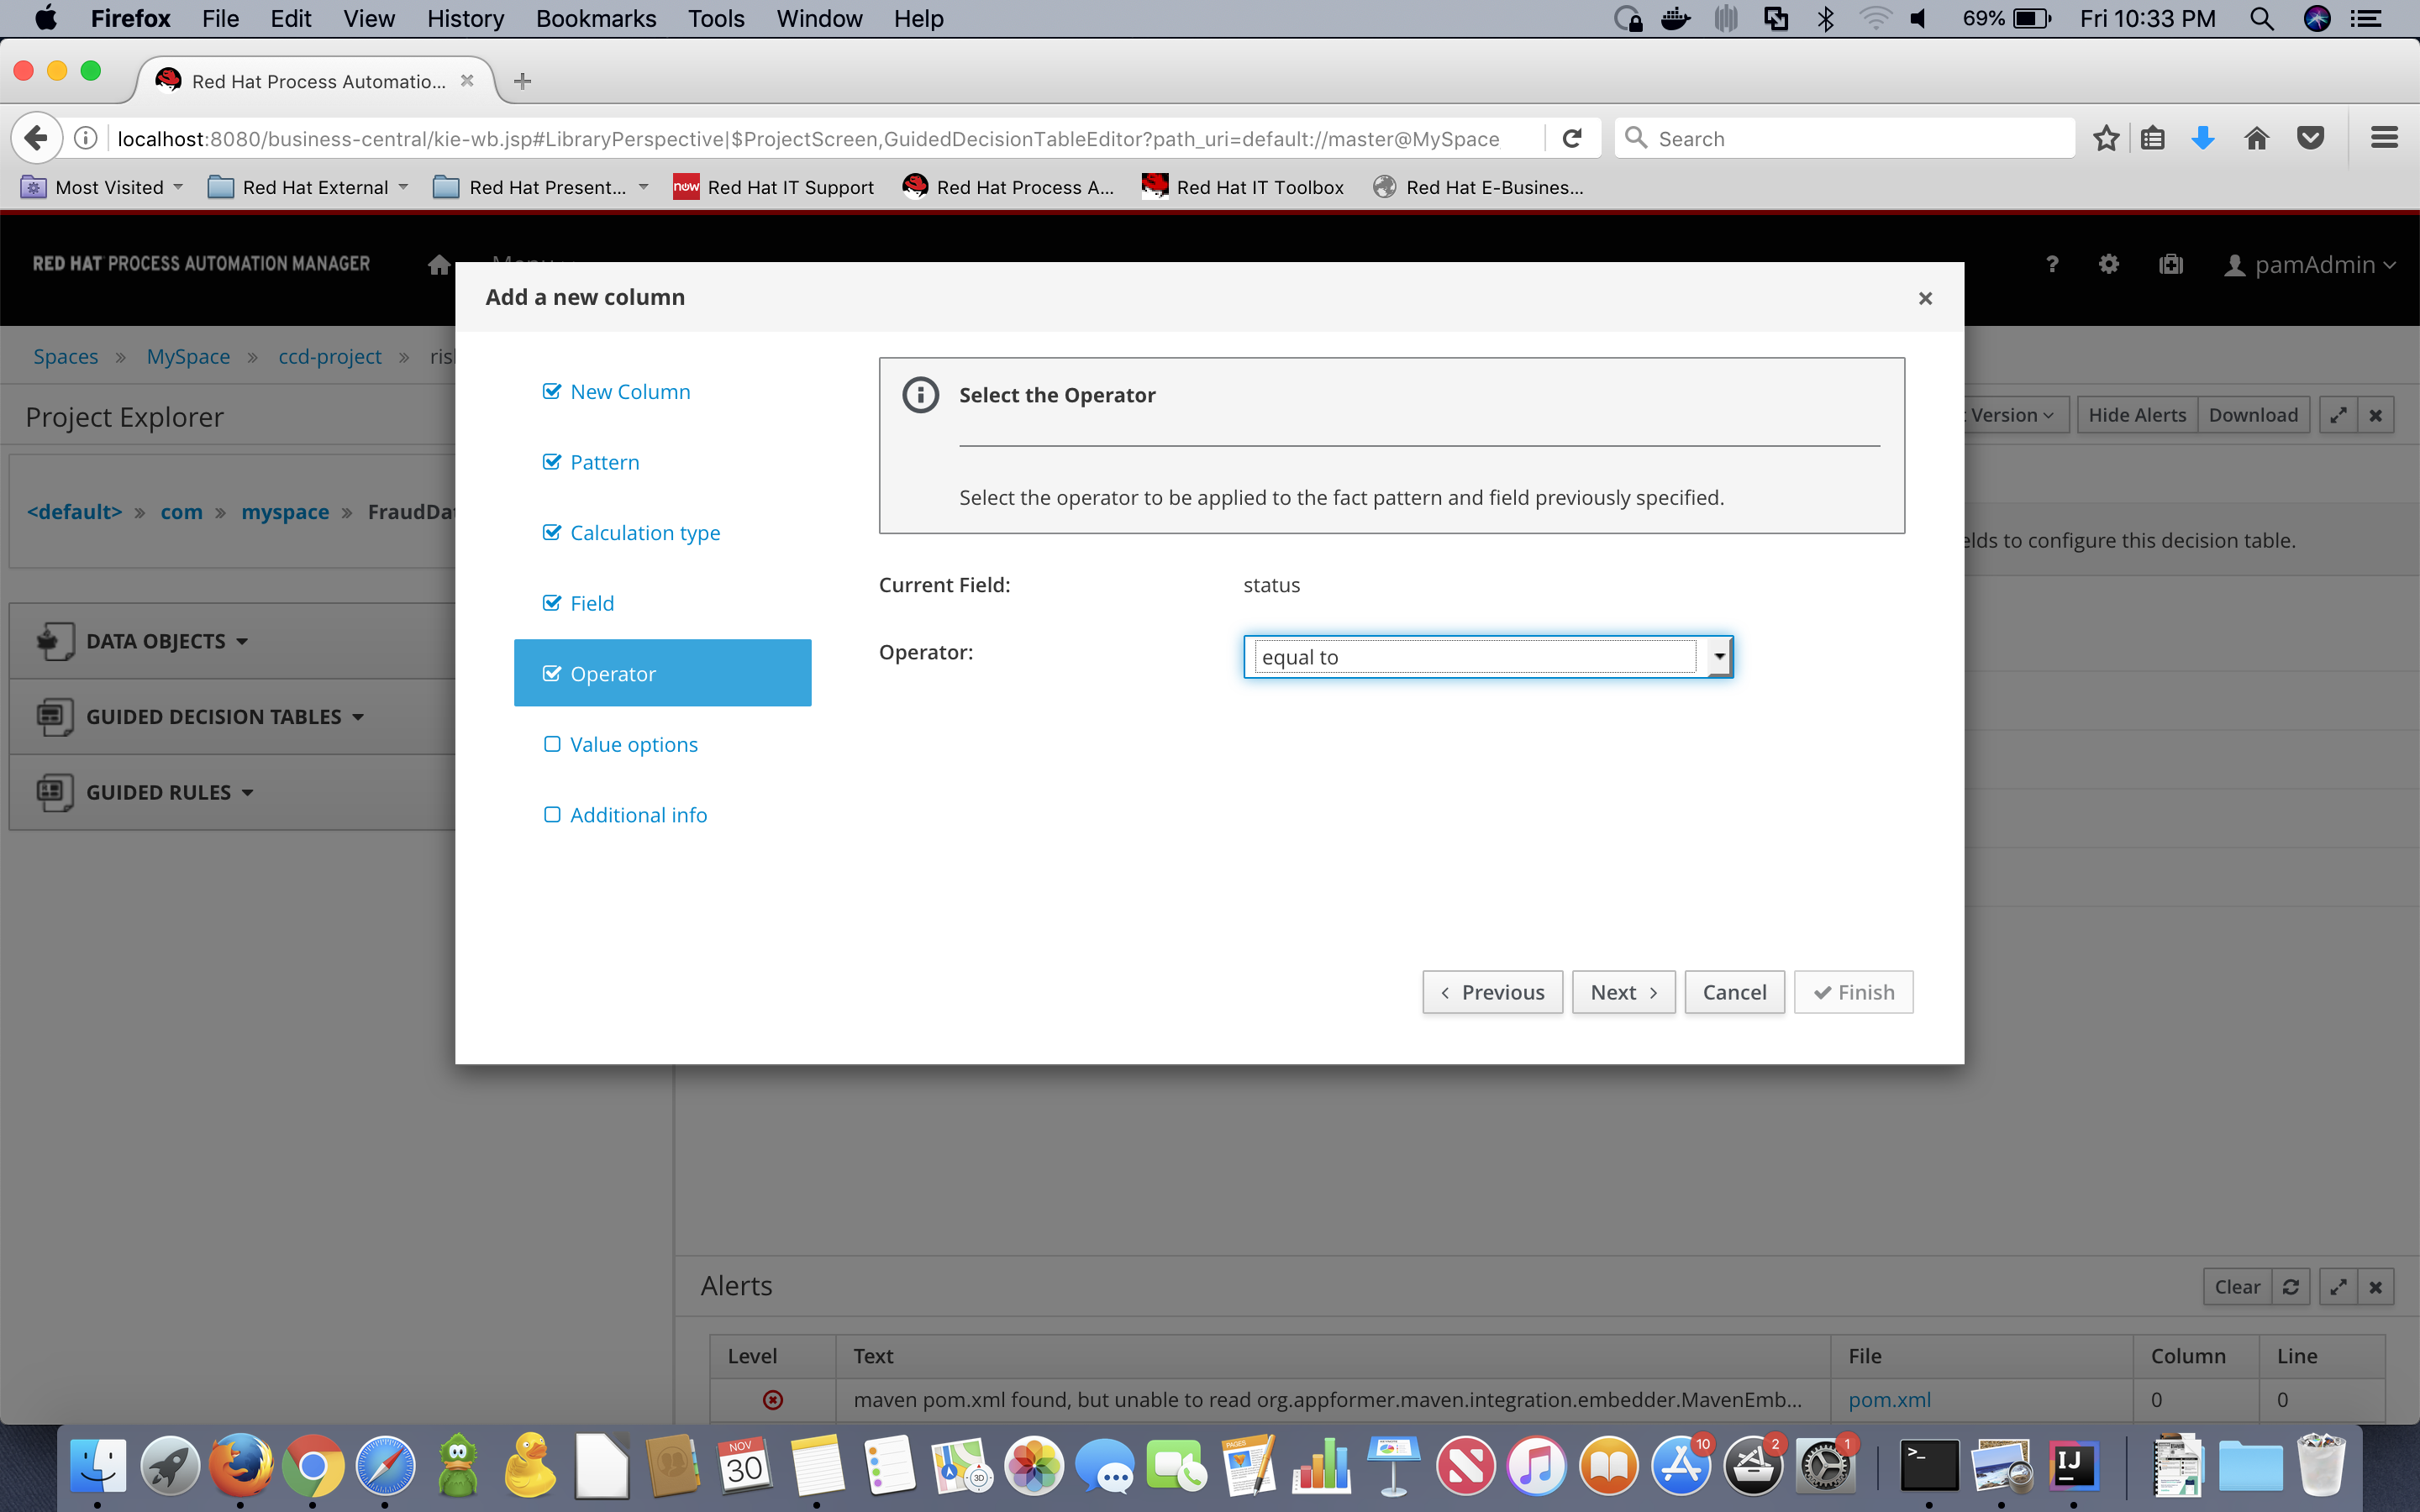 Firefox File Edit View History Bookmarks Tools Window Help 69% Fri 10:33 PM
Red Hat Process Automatio...
localhost:8080/business-central/kie-wb.jsp#LibraryPerspective|$ProjectScreen,GuidedDecisionTableEditor?path_uri=default://master@MySpace
Search
Most Visited Red Hat External Red Hat Present... now Red Hat IT Support Red Hat Process A... Red Hat IT Toolbox Red Hat E-Busines...
RED HAT PROCESS AUTOMATION MANAGER Menu ? pamAdmin
Add a new column
Spaces » MySpace » ccd-project »
Project Explorer
Version Hide Alerts Download
<default> » com » myspace »
to configure this decision table.
DATA OBJECTS
GUIDED DECISION TABLES
GUIDED RULES
New Column
Pattern
Calculation type
Field
Operator
Value options
Additional info
Select the Operator
Select the operator to be applied to the fact pattern and field previously specified.
Current Field: status
Operator: equal to
Previous Next Cancel Finish
Alerts
Clear
Level Text File Column Line
maven pom.xml found, but unable to read org.appformer.maven.integration.embedder.MavenEmb... pom.xml 0 0
NOV
30
3D
PAGES
10
2
1
>_
IJ